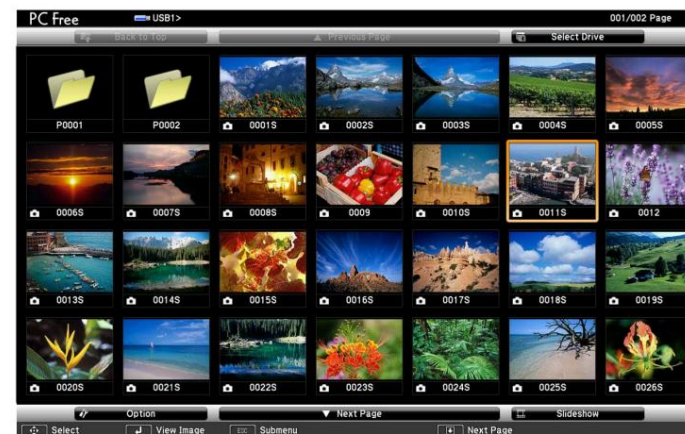 PC Free USB1> 001/002 Page
Back to Top Previous Page Select Drive
P0001 P0002 0001S 0002S 0003S 0004S 0005S
0006S 0007S 0008S 0009 0010S 0011S 0012
0013S 0014S 0015S 0016S 0017S 0018S 0019S
0020S 0021S 0022S 0023S 0024S 0025S 0026S
Option Next Page Slideshow
Select View Image ESC Submenu Next Page